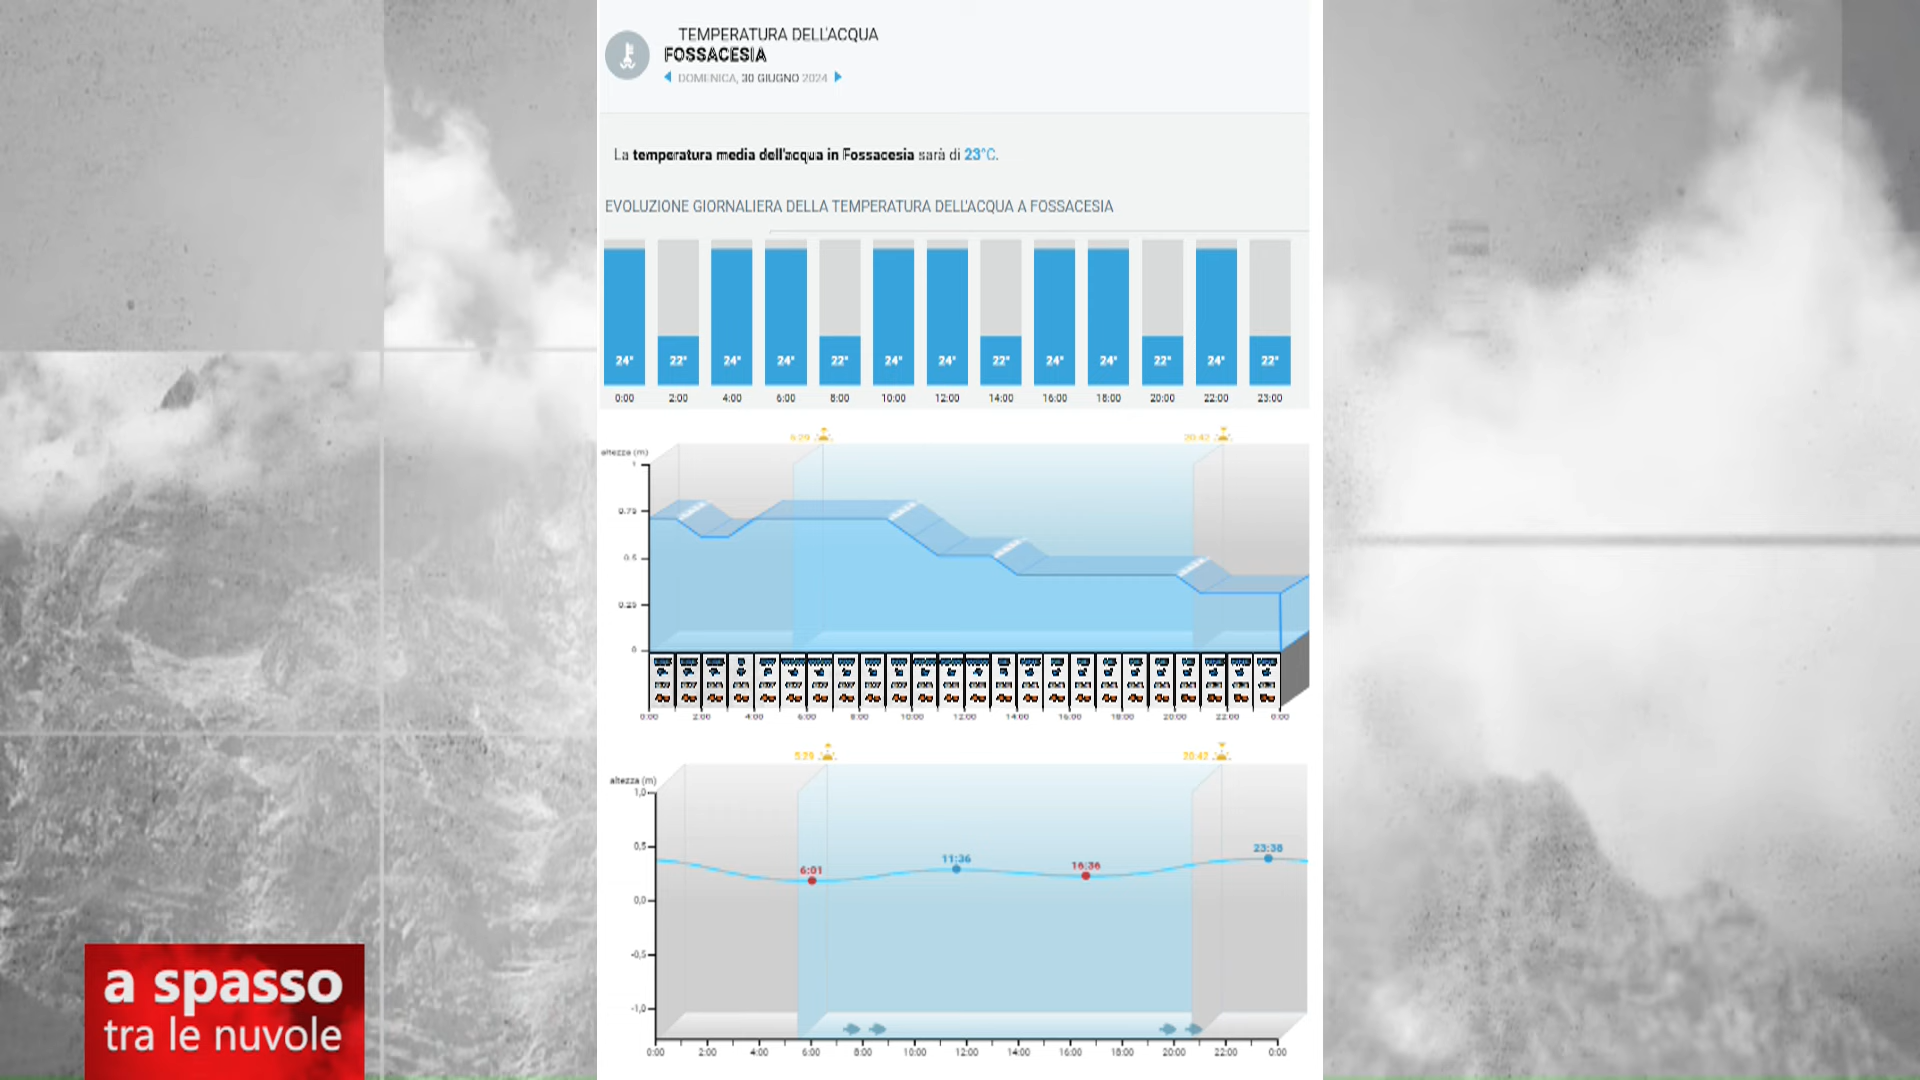 TEMPERATURA DELL'ACQUA
FOSSACESIA
DOMENICA, 30 GIUGNO 2024
La temperatura media dell'acqua in Fossacesia sarà di 23°C.
EVOLUZIONE GIORNALIERA DELLA TEMPERATURA DELL'ACQUA A FOSSACESIA
24° 22° 24° 24° 22° 24° 24° 22° 24° 24° 22° 24° 22°
0:00 2:00 4:00 6:00 8:00 10:00 12:00 14:00 16:00 18:00 20:00 22:00 23:00
5:29 20:42
altezza (m)
1
0.75
0.5
0.25
0
0:00 2:00 4:00 6:00 8:00 10:00 12:00 14:00 16:00 18:00 20:00 22:00 0:00
5:29 20:42
altezza (m)
1,0
0,5
0,0
-0,5
-1,0
6:01 11:36 16:36 23:38
0:00 2:00 4:00 6:00 8:00 10:00 12:00 14:00 16:00 18:00 20:00 22:00 0:00
a spasso
tra le nuvole